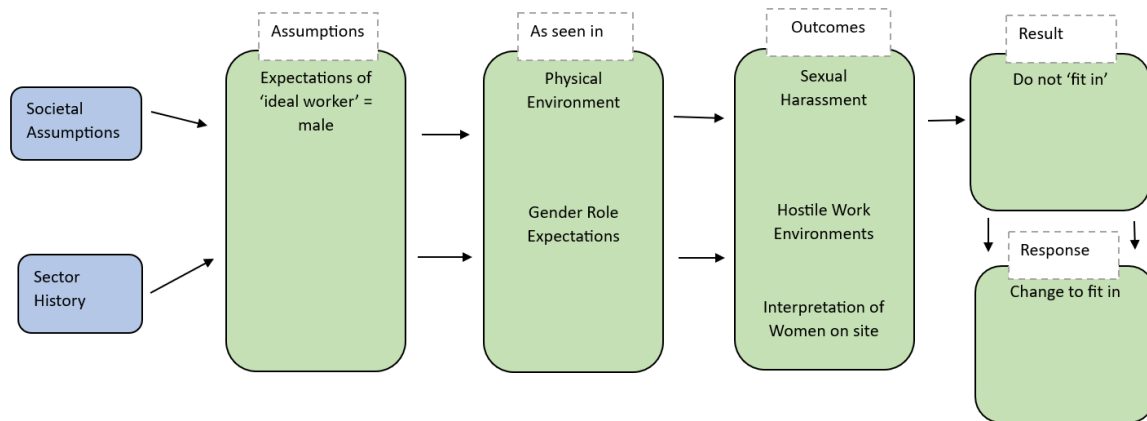 Societal
Assumptions
Sector
History
Assumptions
Expectations of
‘ideal worker’ =
male
As seen in
Physical
Environment
Gender Role
Expectations
Outcomes
Sexual
Harassment
Hostile Work
Environments
Interpretation of
Women on site
Result
Do not ‘fit in’
Response
Change to fit in